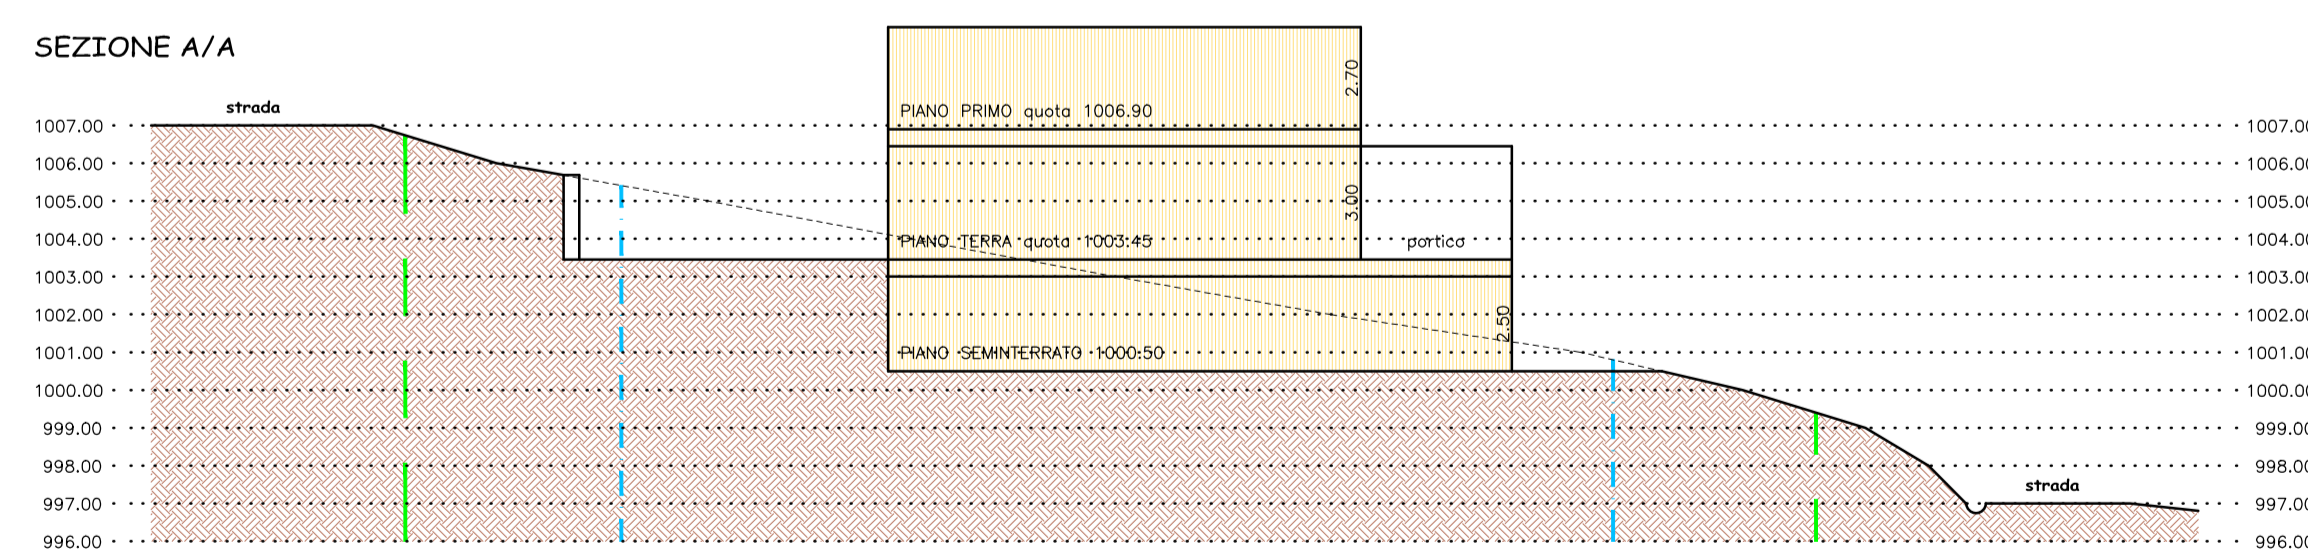 SEZIONE A/A
strada
2.70
PIANO PRIMO quota 1006.90
1007.00 1007.00
1006.00 1006.00
1005.00 1005.00
3.00
1004.00 1004.00
PIANO TERRA quota 1003.45 portico
1003.00 1003.00
1002.00 1002.00
2.50
1001.00 1001.00
PIANO SEMINTERRATO 1000.50
1000.00 1000.00
999.00 999.00
998.00 998.00
strada
997.00 997.00
996.00 996.00